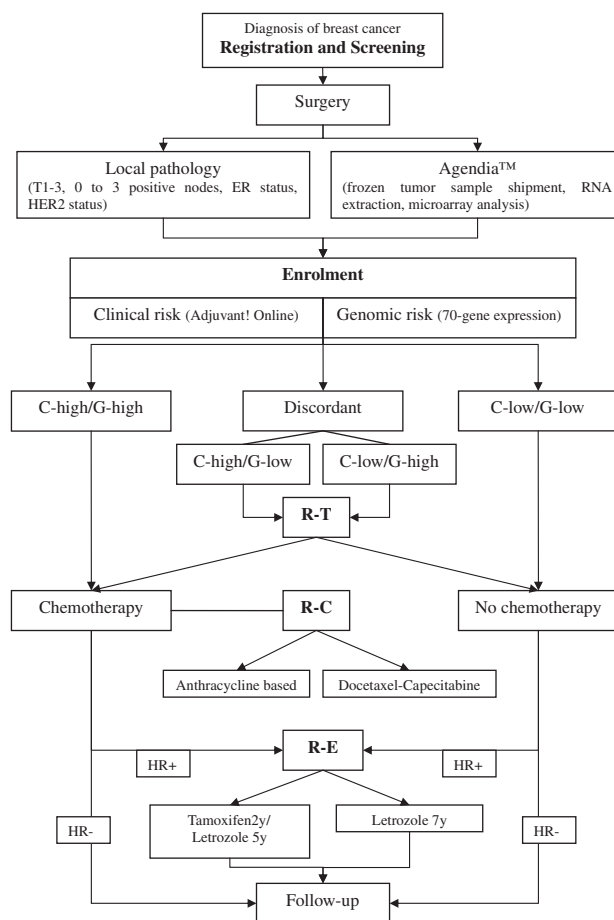 Diagnosis of breast cancer
Registration and Screening
Surgery
Local pathology
(T1-3, 0 to 3 positive nodes, ER status,
HER2 status)
Agendia™
(frozen tumor sample shipment, RNA
extraction, microarray analysis)
Enrolment
Clinical risk (Adjuvant! Online)
Genomic risk (70-gene expression)
C-high/G-high
Discordant
C-low/G-low
C-high/G-low
C-low/G-high
R-T
Chemotherapy
R-C
No chemotherapy
Anthracycline based
Docetaxel-Capecitabine
R-E
HR+
HR+
Tamoxifen2y/
Letrozole 5y
Letrozole 7y
HR-
HR-
Follow-up